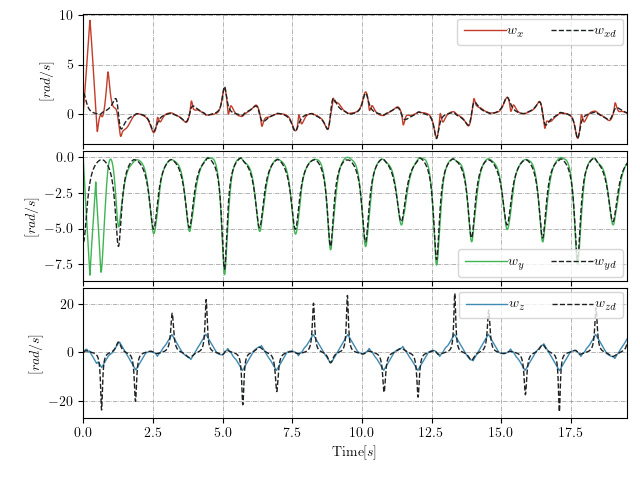 10
5
0
[rad/s]
w_x w_xd
0.0
−2.5
−5.0
−7.5
[rad/s]
w_y w_yd
20
0
−20
[rad/s]
w_z w_zd
0.0 2.5 5.0 7.5 10.0 12.5 15.0 17.5
Time[s]